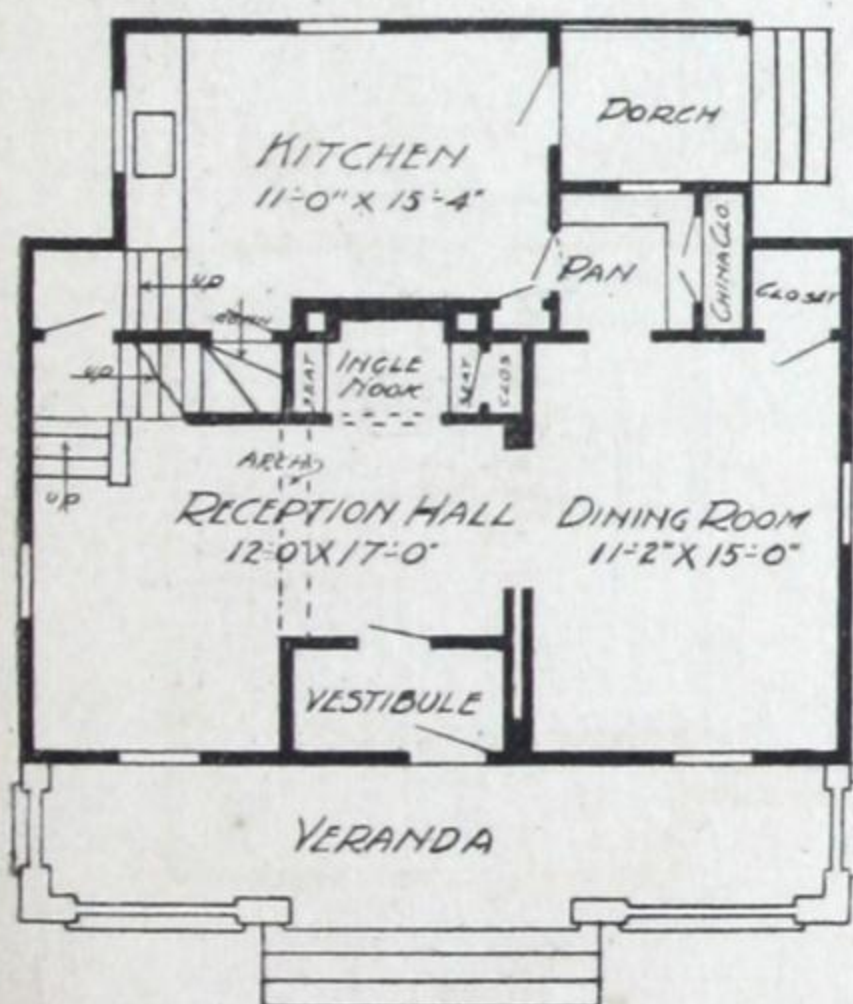 KITCHEN
11'-0" X 15'-4"
PORCH
PAN
CHINA CLO.
CLOSET
UP
DOWN
UP
UP
SEAT
INGLE
NOOK
SEAT
CLOS
ARCH
RECEPTION HALL
12'-0" X 17'-0"
DINING ROOM
11'-2" X 15'-0"
VESTIBULE
VERANDA